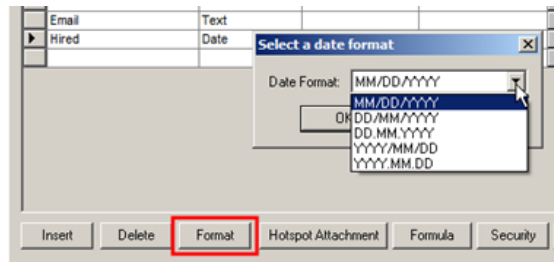 Email Text
Hired Date
Select a date format
Date Format: MM/DD/YYYY
MM/DD/YYYY
OK
DD/MM/YYYY
DD.MM.YYYY
YYYY/MM/DD
YYYY.MM.DD
Insert Delete Format Hotspot Attachment Formula Security